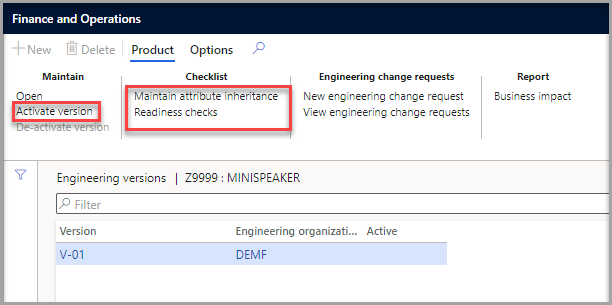 Finance and Operations
New Delete Product Options
Maintain Checklist Engineering change requests Report
Open Maintain attribute inheritance New engineering change request Business impact
Activate version Readiness checks View engineering change requests
De-activate version
Engineering versions | Z9999 : MINISPEAKER
Filter
Version Engineering organizati... Active
V-01 DEMF